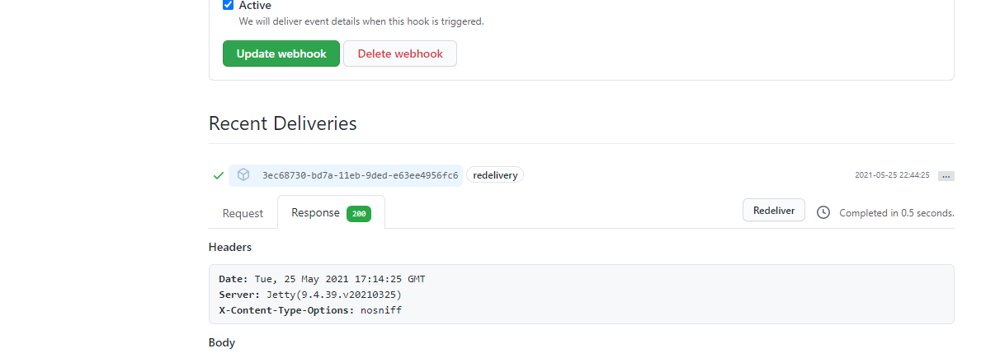 Active
We will deliver event details when this hook is triggered.
Update webhook Delete webhook
Recent Deliveries
3ec68730-bd7a-11eb-9ded-e63ee4956fc6 redelivery 2021-05-25 22:44:25 ...
Request Response 200 Redeliver Completed in 0.5 seconds.
Headers
Date: Tue, 25 May 2021 17:14:25 GMT
Server: Jetty(9.4.39.v20210325)
X-Content-Type-Options: nosniff
Body